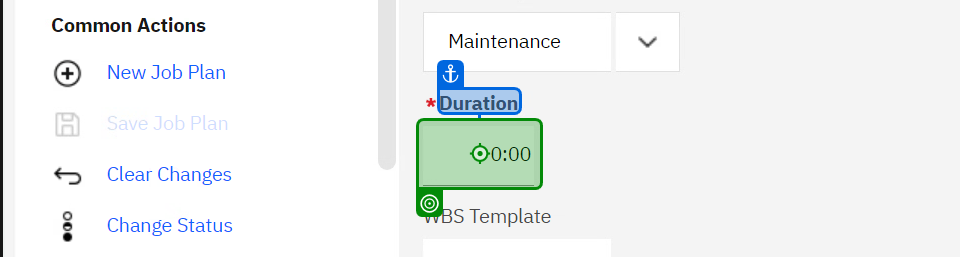 Common Actions
New Job Plan
Save Job Plan
Clear Changes
Change Status
Maintenance
*Duration
0:00
WBS Template